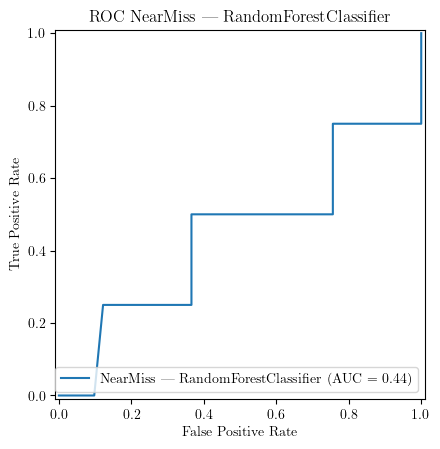 ROC NearMiss — RandomForestClassifier
1.0
0.8
0.6
0.4
0.2
0.0
True Positive Rate
NearMiss — RandomForestClassifier (AUC = 0.44)
0.0 0.2 0.4 0.6 0.8 1.0
False Positive Rate